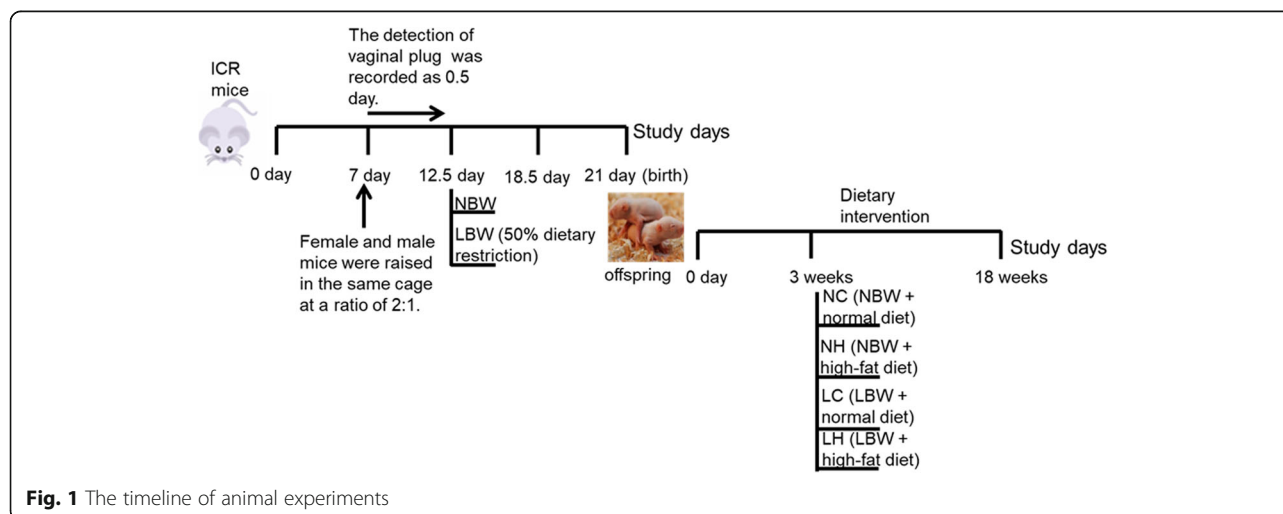 The detection of
vaginal plug was
recorded as 0.5
day.
ICR
mice
Study days
0 day
7 day
12.5 day
18.5 day
21 day (birth)
NBW
LBW (50% dietary
restriction)
Female and male
mice were raised
in the same cage
at a ratio of 2:1.
offspring
Dietary
intervention
Study days
0 day
3 weeks
18 weeks
NC (NBW +
normal diet)
NH (NBW +
high-fat diet)
LC (LBW +
normal diet)
LH (LBW +
high-fat diet)
Fig. 1 The timeline of animal experiments